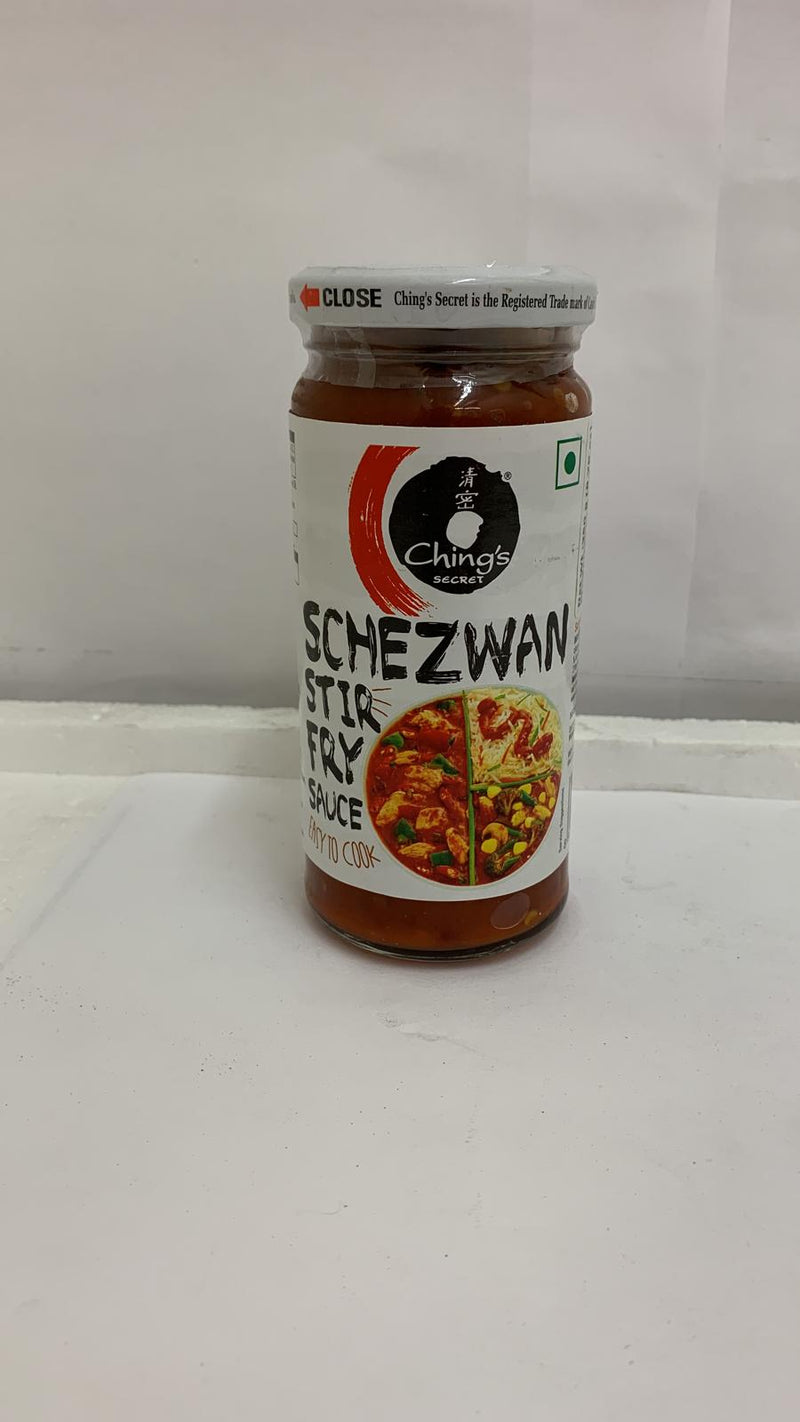 CLOSE Ching's Secret is the Registered Trade mark of
清
密
®
Ching's
SECRET
SCHEZWAN
STIR
FRY
SAUCE
EASY TO COOK